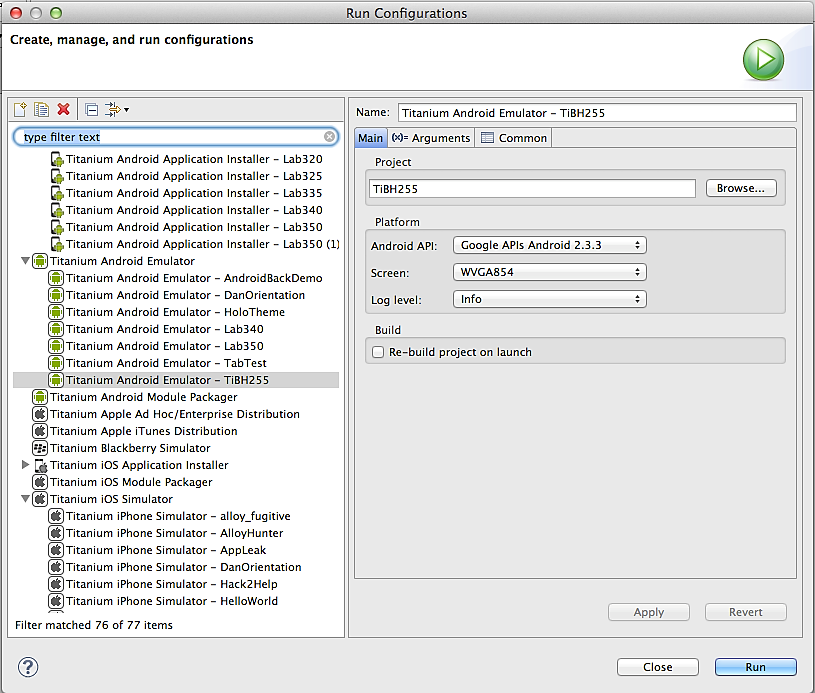 Run Configurations
Create, manage, and run configurations
type filter text
Titanium Android Application Installer – Lab320
Titanium Android Application Installer – Lab325
Titanium Android Application Installer – Lab335
Titanium Android Application Installer – Lab340
Titanium Android Application Installer – Lab350
Titanium Android Application Installer – Lab350 (1)
Titanium Android Emulator
Titanium Android Emulator – AndroidBackDemo
Titanium Android Emulator – DanOrientation
Titanium Android Emulator – HoloTheme
Titanium Android Emulator – Lab340
Titanium Android Emulator – Lab350
Titanium Android Emulator – TabTest
Titanium Android Emulator – TiBH255
Titanium Android Module Packager
Titanium Apple Ad Hoc/Enterprise Distribution
Titanium Apple iTunes Distribution
Titanium Blackberry Simulator
Titanium iOS Application Installer
Titanium iOS Module Packager
Titanium iOS Simulator
Titanium iPhone Simulator – alloy_fugitive
Titanium iPhone Simulator – AlloyHunter
Titanium iPhone Simulator – AppLeak
Titanium iPhone Simulator – DanOrientation
Titanium iPhone Simulator – Hack2Help
Titanium iPhone Simulator – HelloWorld
Filter matched 76 of 77 items
Name: Titanium Android Emulator – TiBH255
Main (x)= Arguments Common
Project
TiBH255 Browse...
Platform
Android API: Google APIs Android 2.3.3
Screen: WVGA854
Log level: Info
Build
Re-build project on launch
Apply Revert
? Close Run